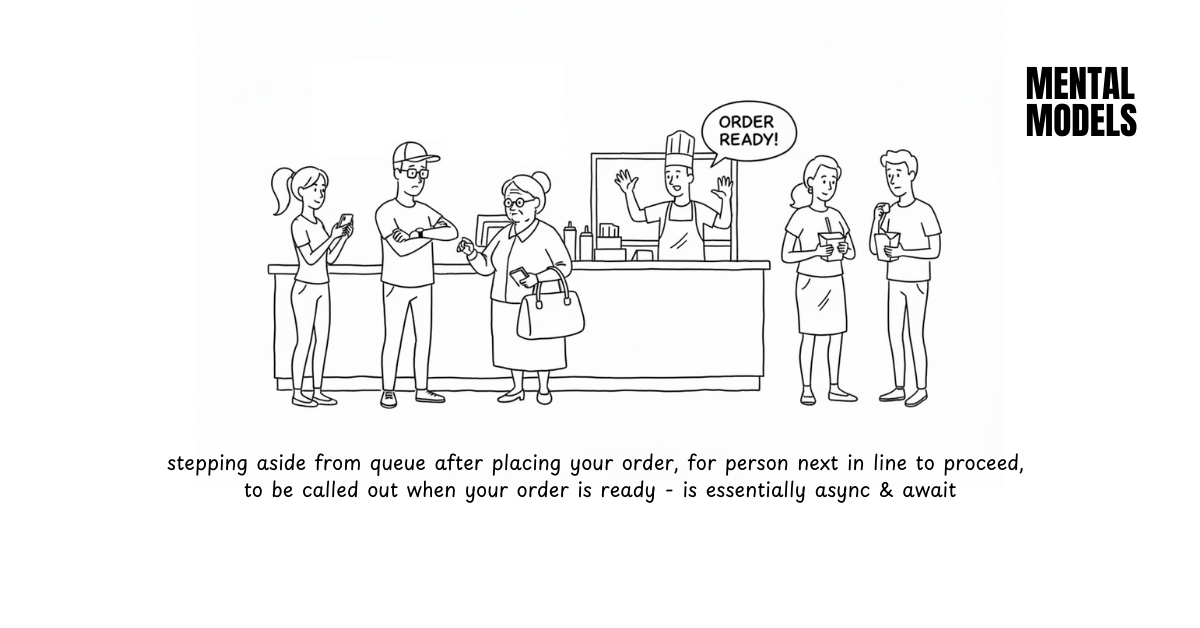 MENTAL
MODELS
ORDER
READY!
stepping aside from queue after placing your order, for person next in line to proceed,
to be called out when your order is ready - is essentially async & await